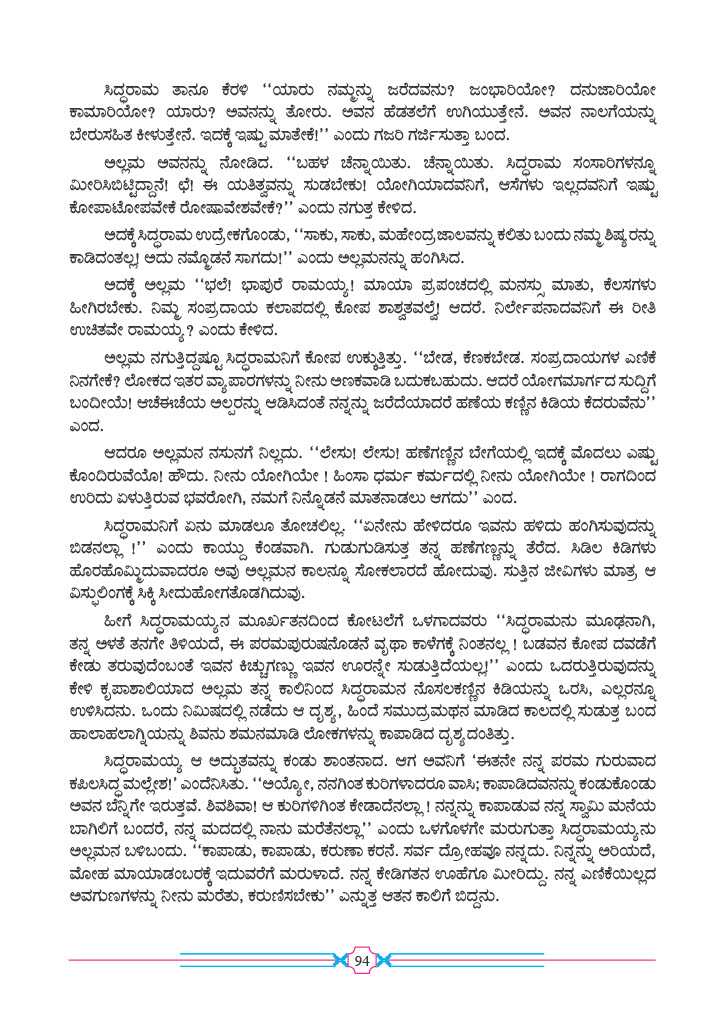 ಸಿದ್ಧರಾಮ ತಾನೂ ಕೆರಳಿ ‘‘ಯಾರು ನಮ್ಮನ್ನು ಜರೆದವನು? ಜಂಭಾರಿಯೋ? ದನುಜಾರಿಯೋ
ಕಾಮಾರಿಯೋ? ಯಾರು? ಅವನನ್ನು ತೋರು. ಅವನ ಹೆಡತಲೆಗೆ ಉಗಿಯುತ್ತೇನೆ. ಅವನ ನಾಲಗೆಯನ್ನು
ಬೇರುಸಹಿತ ಕೀಳುತ್ತೇನೆ. ಇದಕ್ಕೆ ಇಷ್ಟು ಮಾತೇಕೆ!’’ ಎಂದು ಗಜರಿ ಗರ್ಜಿಸುತ್ತಾ ಬಂದ.
ಅಲ್ಲಮ ಅವನನ್ನು ನೋಡಿದ. ‘‘ಬಹಳ ಚೆನ್ನಾಯಿತು. ಚೆನ್ನಾಯಿತು. ಸಿದ್ಧರಾಮ ಸಂಸಾರಿಗಳನ್ನೂ
ಮೀರಿಸಿಬಿಟ್ಟಿದ್ದಾನೆ! ಛೆ! ಈ ಯತಿತ್ವವನ್ನು ಸುಡಬೇಕು! ಯೋಗಿಯಾದವನಿಗೆ, ಆಸೆಗಳು ಇಲ್ಲದವನಿಗೆ ಇಷ್ಟು
ಕೋಪಾಟೋಪವೇಕೆ ರೋಷಾವೇಶವೇಕೆ?’’ ಎಂದು ನಗುತ್ತ ಕೇಳಿದ.
ಅದಕ್ಕೆ ಸಿದ್ಧರಾಮ ಉದ್ರೇಕಗೊಂಡು, ‘‘ಸಾಕು, ಸಾಕು, ಮಹೇಂದ್ರಜಾಲವನ್ನು ಕಲಿತು ಬಂದು ನಮ್ಮ ಶಿಷ್ಯರನ್ನು
ಕಾಡಿದಂತಲ್ಲ! ಅದು ನಮ್ಮೊಡನೆ ಸಾಗದು!’’ ಎಂದು ಅಲ್ಲಮನನ್ನು ಹಂಗಿಸಿದ.
ಅದಕ್ಕೆ ಅಲ್ಲಮ ‘‘ಭಲೆ! ಭಾಪುರೆ ರಾಮಯ್ಯ! ಮಾಯಾ ಪ್ರಪಂಚದಲ್ಲಿ ಮನಸ್ಸು ಮಾತು, ಕೆಲಸಗಳು
ಹೀಗಿರಬೇಕು. ನಿಮ್ಮ ಸಂಪ್ರದಾಯ ಕಲಾಪದಲ್ಲಿ ಕೋಪ ಶಾಶ್ವತವಲ್ವೆ! ಆದರೆ. ನಿರ್ಲೇಪನಾದವನಿಗೆ ಈ ರೀತಿ
ಉಚಿತವೇ ರಾಮಯ್ಯ? ಎಂದು ಕೇಳಿದ.
ಅಲ್ಲಮ ನಗುತ್ತಿದ್ದಷ್ಟೂ ಸಿದ್ಧರಾಮನಿಗೆ ಕೋಪ ಉಕ್ಕುತ್ತಿತ್ತು. ‘‘ಬೇಡ, ಕೆಣಕಬೇಡ. ಸಂಪ್ರದಾಯಗಳ ಎಣಿಕೆ
ನಿನಗೇಕೆ? ಲೋಕದ ಇತರ ವ್ಯಾಪಾರಗಳನ್ನು ನೀನು ಅಣಕವಾಡಿ ಬದುಕಬಹುದು. ಆದರೆ ಯೋಗಮಾರ್ಗದ ಸುದ್ದಿಗೆ
ಬಂದೀಯೆ! ಆಚೆಈಚೆಯ ಅಲ್ಪರನ್ನು ಆಡಿಸಿದಂತೆ ನನ್ನನ್ನು ಜರೆದೆಯಾದರೆ ಹಣೆಯ ಕಣ್ಣಿನ ಕಿಡಿಯ ಕೆದರುವೆನು’’
ಎಂದ.
ಆದರೂ ಅಲ್ಲಮನ ನಸುನಗೆ ನಿಲ್ಲದು. ‘‘ಲೇಸು! ಲೇಸು! ಹಣೆಗಣ್ಣಿನ ಬೇಗೆಯಲ್ಲಿ ಇದಕ್ಕೆ ಮೊದಲು ಎಷ್ಟು
ಕೊಂದಿರುವೆಯೊ! ಹೌದು. ನೀನು ಯೋಗಿಯೇ ! ಹಿಂಸಾ ಧರ್ಮ ಕರ್ಮದಲ್ಲಿ ನೀನು ಯೋಗಿಯೇ ! ರಾಗದಿಂದ
ಉರಿದು ಏಳುತ್ತಿರುವ ಭವರೋಗಿ, ನಮಗೆ ನಿನ್ನೊಡನೆ ಮಾತನಾಡಲು ಆಗದು’’ ಎಂದ.
ಸಿದ್ಧರಾಮನಿಗೆ ಏನು ಮಾಡಲೂ ತೋಚಲಿಲ್ಲ. ‘‘ಏನೇನು ಹೇಳಿದರೂ ಇವನು ಹಳಿದು ಹಂಗಿಸುವುದನ್ನು
ಬಿಡನಲ್ಲಾ !’’ ಎಂದು ಕಾಯ್ದು ಕೆಂಡವಾಗಿ. ಗುಡುಗುಡಿಸುತ್ತ ತನ್ನ ಹಣೆಗಣ್ಣನ್ನು ತೆರೆದ. ಸಿಡಿಲ ಕಿಡಿಗಳು
ಹೊರಹೊಮ್ಮಿದುವಾದರೂ ಅವು ಅಲ್ಲಮನ ಕಾಲನ್ನೂ ಸೋಕಲಾರದೆ ಹೋದುವು. ಸುತ್ತಿನ ಜೀವಿಗಳು ಮಾತ್ರ ಆ
ವಿಸ್ಫುಲಿಂಗಕ್ಕೆ ಸಿಕ್ಕಿ ಸೀದುಹೋಗತೊಡಗಿದುವು.
ಹೀಗೆ ಸಿದ್ಧರಾಮಯ್ಯನ ಮೂರ್ಖತನದಿಂದ ಕೋಟಲೆಗೆ ಒಳಗಾದವರು ‘‘ಸಿದ್ಧರಾಮನು ಮೂಢನಾಗಿ,
ತನ್ನ ಅಳತೆ ತನಗೇ ತಿಳಿಯದೆ, ಈ ಪರಮಪುರುಷನೊಡನೆ ವೃಥಾ ಕಾಳೆಗಕ್ಕೆ ನಿಂತನಲ್ಲ ! ಬಡವನ ಕೋಪ ದವಡೆಗೆ
ಕೇಡು ತರುವುದೆಂಬಂತೆ ಇವನ ಕಿಚ್ಚುಗಣ್ಣು ಇವನ ಊರನ್ನೇ ಸುಡುತ್ತಿದೆಯಲ್ಲ!’’ ಎಂದು ಒದರುತ್ತಿರುವುದನ್ನು
ಕೇಳಿ ಕೃಪಾಶಾಲಿಯಾದ ಅಲ್ಲಮ ತನ್ನ ಕಾಲಿನಿಂದ ಸಿದ್ಧರಾಮನ ನೊಸಲಕಣ್ಣಿನ ಕಿಡಿಯನ್ನು ಒರಸಿ, ಎಲ್ಲರನ್ನೂ
ಉಳಿಸಿದನು. ಒಂದು ನಿಮಿಷದಲ್ಲಿ ನಡೆದು ಆ ದೃಶ್ಯ, ಹಿಂದೆ ಸಮುದ್ರಮಥನ ಮಾಡಿದ ಕಾಲದಲ್ಲಿ ಸುಡುತ್ತ ಬಂದ
ಹಾಲಾಹಲಾಗ್ನಿಯನ್ನು ಶಿವನು ಶಮನಮಾಡಿ ಲೋಕಗಳನ್ನು ಕಾಪಾಡಿದ ದೃಶ್ಯದಂತಿತ್ತು.
ಸಿದ್ಧರಾಮಯ್ಯ ಆ ಅದ್ಭುತವನ್ನು ಕಂಡು ಶಾಂತನಾದ. ಆಗ ಅವನಿಗೆ ‘ಈತನೇ ನನ್ನ ಪರಮ ಗುರುವಾದ
ಕಪಿಲಸಿದ್ಧಮಲ್ಲೇಶ!’ ಎಂದೆನಿಸಿತು. ‘‘ಅಯ್ಯೋ, ನನಗಿಂತ ಕುರಿಗಳಾದರೂ ವಾಸಿ; ಕಾಪಾಡಿದವನನ್ನು ಕಂಡುಕೊಂಡು
ಅವನ ಬೆನ್ನಿಗೇ ಇರುತ್ತವೆ. ಶಿವಶಿವಾ! ಆ ಕುರಿಗಳಿಗಿಂತ ಕೇಡಾದೆನಲ್ಲಾ ! ನನ್ನನ್ನು ಕಾಪಾಡುವ ನನ್ನ ಸ್ವಾಮಿ ಮನೆಯ
ಬಾಗಿಲಿಗೆ ಬಂದರೆ, ನನ್ನ ಮದದಲ್ಲಿ ನಾನು ಮರೆತೆನಲ್ಲಾ’’ ಎಂದು ಒಳಗೊಳಗೇ ಮರುಗುತ್ತಾ ಸಿದ್ಧರಾಮಯ್ಯನು
ಅಲ್ಲಮನ ಬಳಿಬಂದು. ‘‘ಕಾಪಾಡು, ಕಾಪಾಡು, ಕರುಣಾ ಕರನೆ. ಸರ್ವ ದ್ರೋಹವೂ ನನ್ನದು. ನಿನ್ನನ್ನು ಅರಿಯದೆ,
ಮೋಹ ಮಾಯಾಡಂಬರಕ್ಕೆ ಇದುವರೆಗೆ ಮರುಳಾದೆ. ನನ್ನ ಕೇಡಿಗತನ ಊಹೆಗೂ ಮೀರಿದ್ದು. ನನ್ನ ಎಣಿಕೆಯಿಲ್ಲದ
ಅವಗುಣಗಳನ್ನು ನೀನು ಮರೆತು, ಕರುಣಿಸಬೇಕು’’ ಎನ್ನುತ್ತ ಆತನ ಕಾಲಿಗೆ ಬಿದ್ದನು.
94